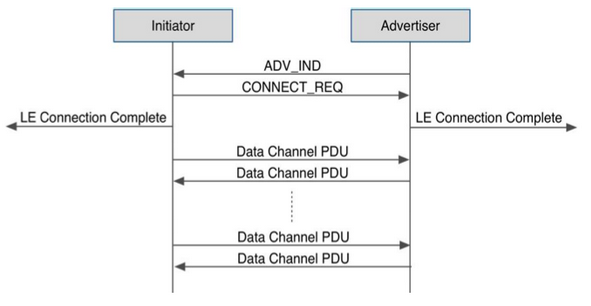 Initiator
Advertiser
ADV_IND
CONNECT_REQ
LE Connection Complete
LE Connection Complete
Data Channel PDU
Data Channel PDU
Data Channel PDU
Data Channel PDU